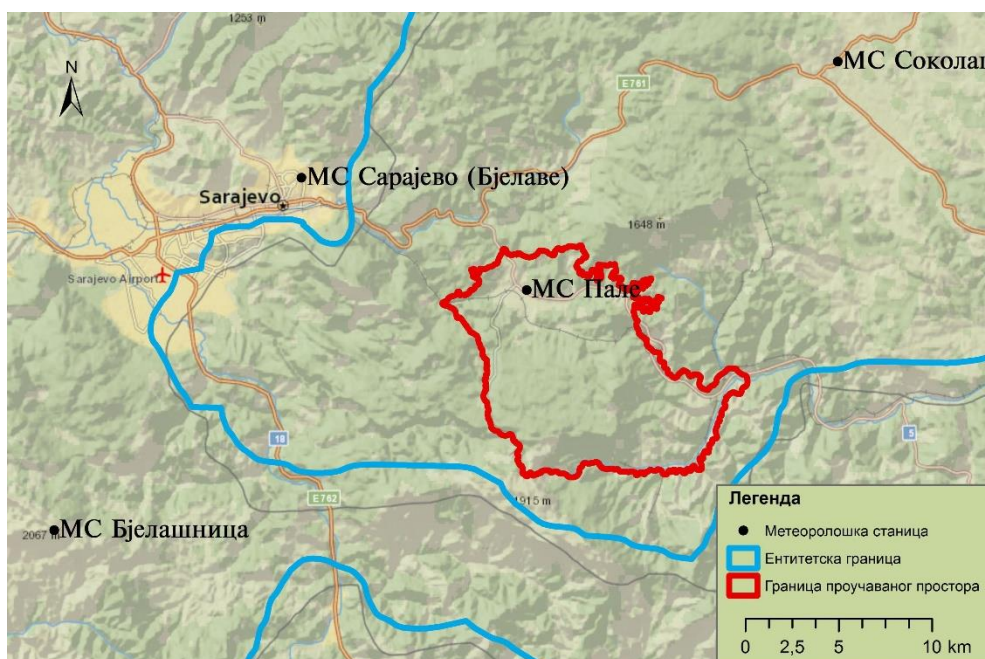 1253 m
N
МС Соколац
E761
МС Сарајево (Бјелаве)
Sarajevo
1648 m
Sarajevo Airport
МС Пале
18
5
E762
1915 m
2067 m
МС Бјелашница
Легенда
Метеоролошка станица
Ентитетска граница
Граница проучаваног простора
0 2,5 5 10 km